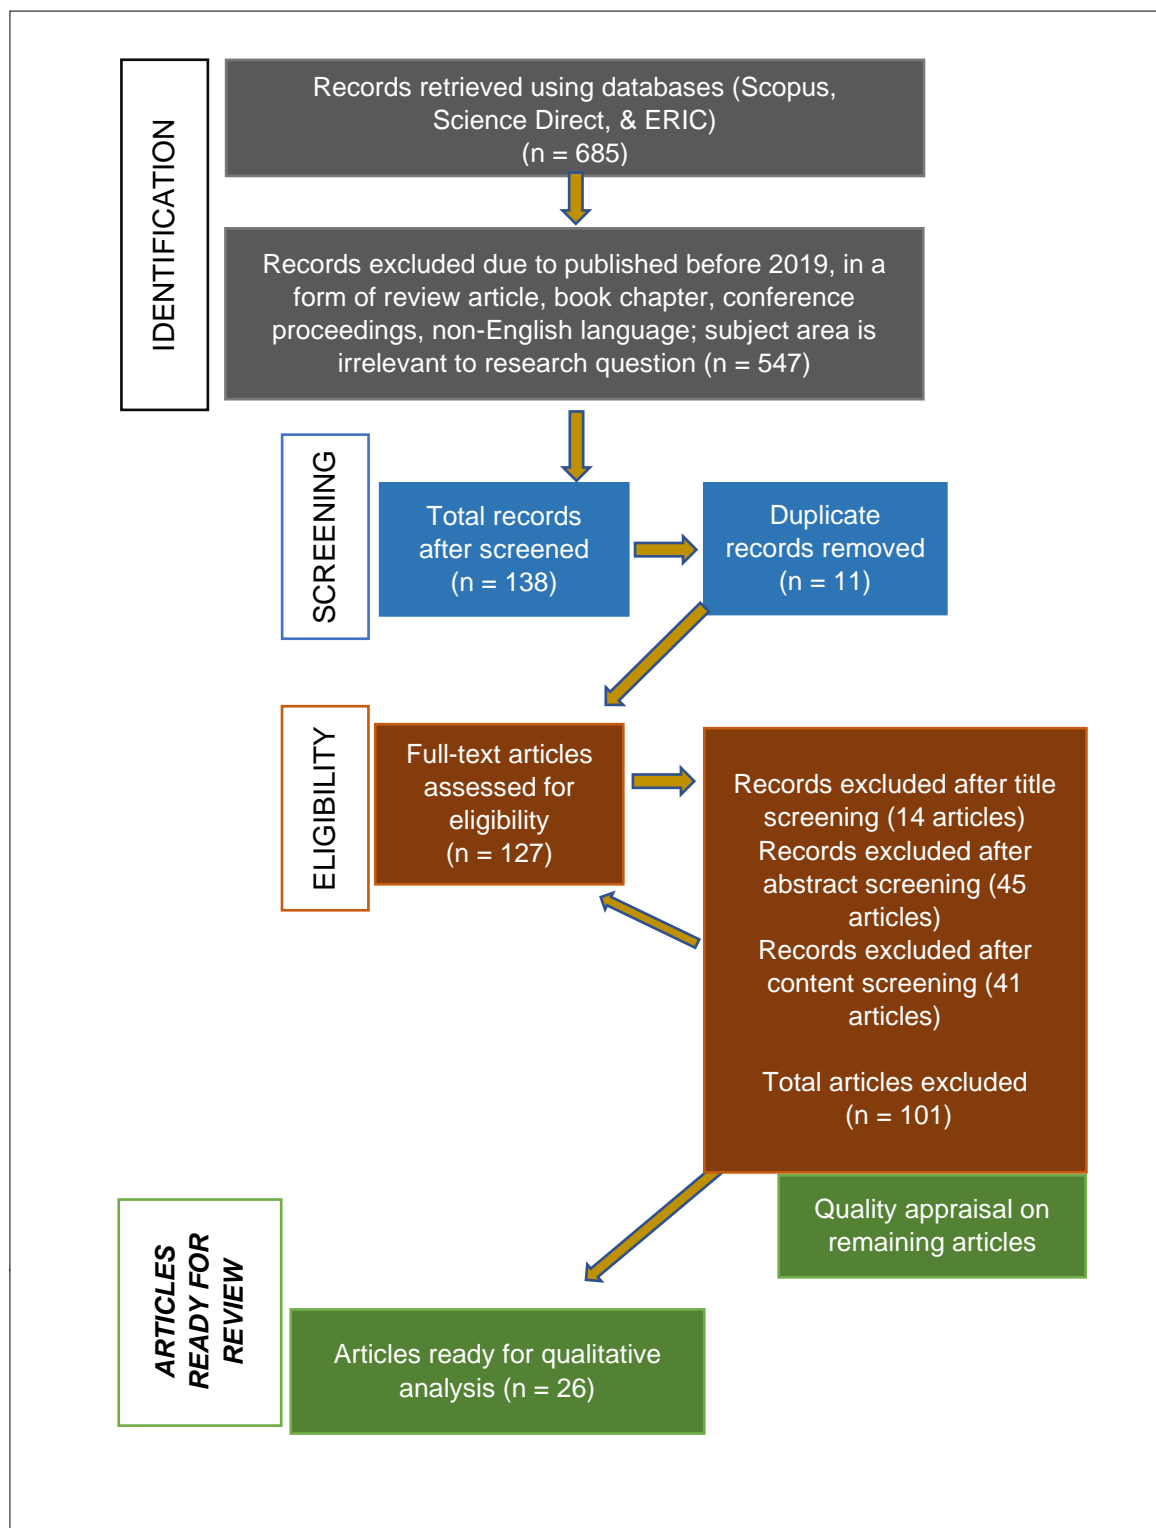 IDENTIFICATION
Records retrieved using databases (Scopus,
Science Direct, & ERIC)
(n = 685)
Records excluded due to published before 2019, in a
form of review article, book chapter, conference
proceedings, non-English language; subject area is
irrelevant to research question (n = 547)
SCREENING
Total records
after screened
(n = 138)
Duplicate
records removed
(n = 11)
ELIGIBILITY
Full-text articles
assessed for
eligibility
(n = 127)
Records excluded after title
screening (14 articles)
Records excluded after
abstract screening (45
articles)
Records excluded after
content screening (41
articles)
Total articles excluded
(n = 101)
Quality appraisal on
remaining articles
ARTICLES
READY FOR
REVIEW
Articles ready for qualitative
analysis (n = 26)